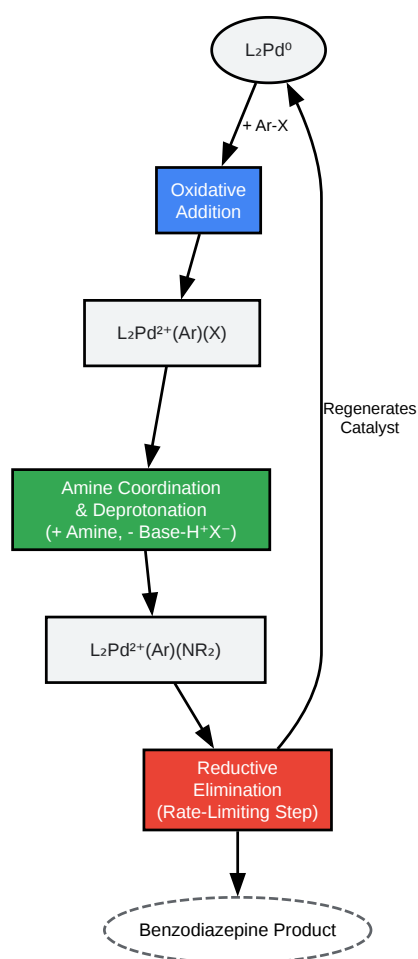 L₂Pd⁰
+ Ar-X
Oxidative
Addition
L₂Pd²⁺(Ar)(X)
Regenerates
Catalyst
Amine Coordination
& Deprotonation
(+ Amine, - Base-H⁺X⁻)
L₂Pd²⁺(Ar)(NR₂)
Reductive
Elimination
(Rate-Limiting Step)
Benzodiazepine Product